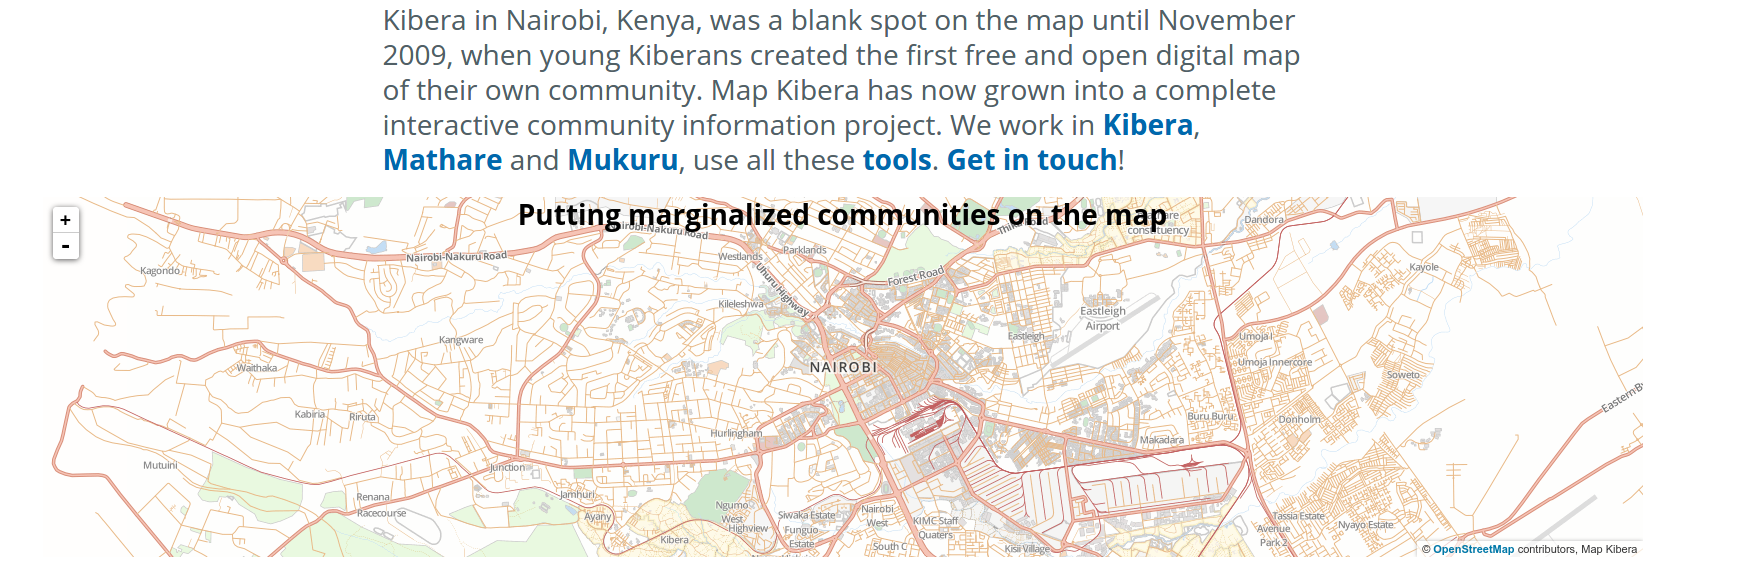 Kibera in Nairobi, Kenya, was a blank spot on the map until November
2009, when young Kiberans created the first free and open digital map
of their own community. Map Kibera has now grown into a complete
interactive community information project. We work in Kibera,
Mathare and Mukuru, use all these tools. Get in touch!
Putting marginalized communities on the map
+
-
Nairobi-Nakuru Road
Nairobi-Nakuru Road
constituency
Dandora
Kagondo
Westlands
Parklands
Forest Road
Uhuru Highway
Kayole
Kileleshwa
Eastleigh
Airport
Kangware
Eastleigh
Umoja I
Waithaka
NAIROBI
Umoja Innercore
Soweto
Kabiria
Riruta
Buru Buru
Donholm
Hurlingham
Makadara
Mutuini
Junction
Renana
Jamhuri
Racecourse
Ayany
Ngumo
West
Highview
Siwaka Estate
Funguo
Estate
Nairobi
West
KIMC Staff
Quaters
Tassia Estate
Nyayo Estate
Avenue
Park 2
Kibera
South C
Kisii Village
© OpenStreetMap contributors, Map Kibera